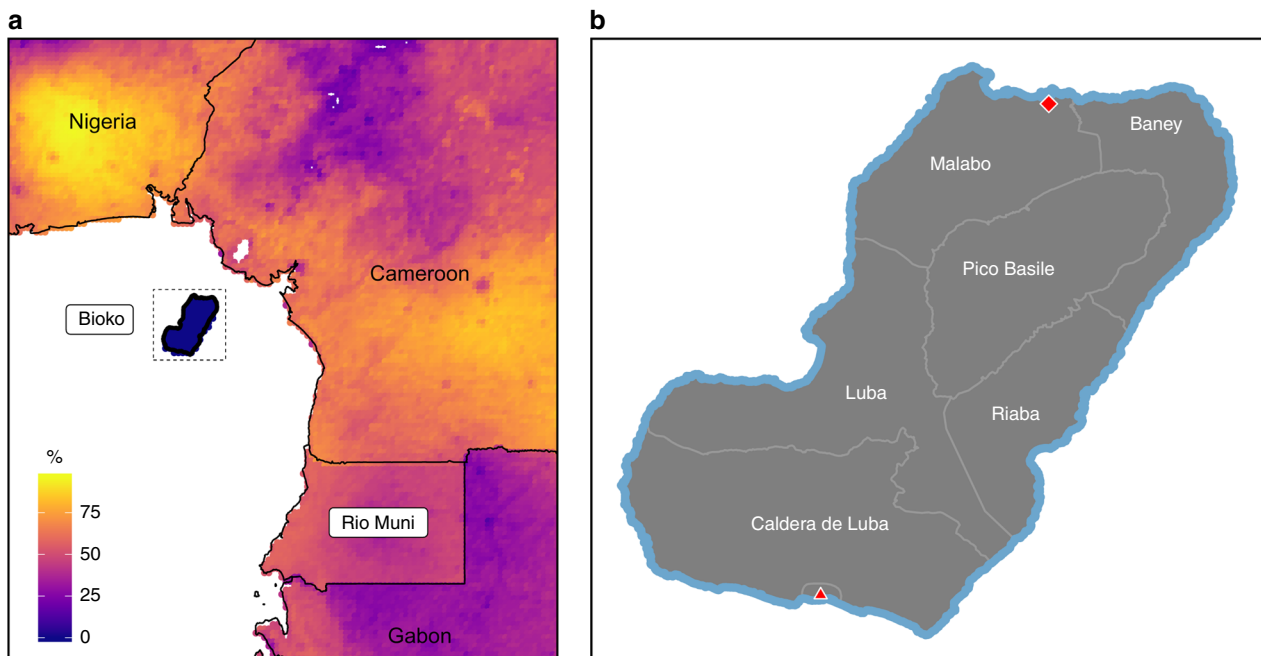 a
Nigeria
Cameroon
Bioko
%
75
50
25
0
Rio Muni
Gabon
b
Baney
Malabo
Pico Basile
Luba
Riaba
Caldera de Luba